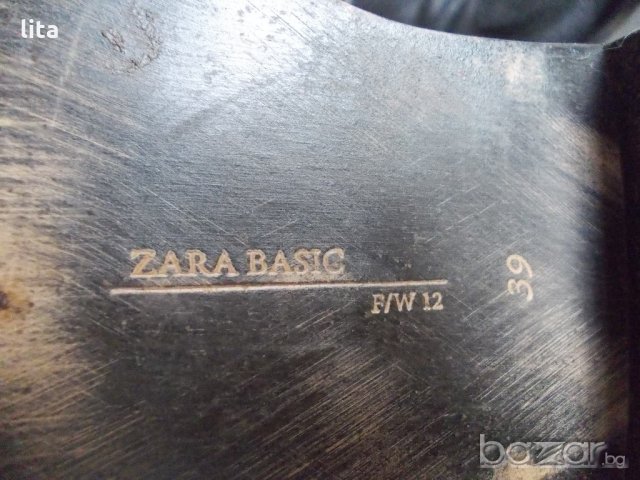 lita
ZARA BASIC
F/W 12
39
bazar.bg